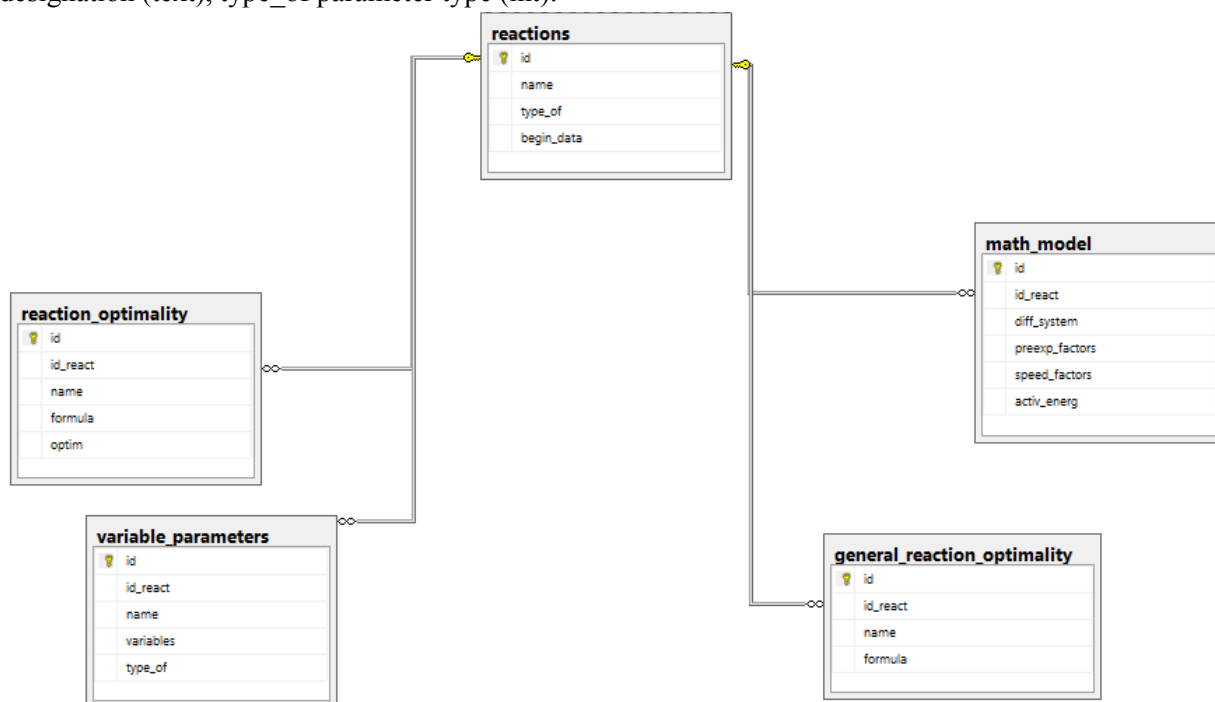 designation (text), type_of parameter type (int).
reactions
id
name
type_of
begin_data
math_model
id
id_react
diff_system
preexp_factors
speed_factors
activ_energ
reaction_optimality
id
id_react
name
formula
optim
variable_parameters
id
id_react
name
variables
type_of
general_reaction_optimality
id
id_react
name
formula